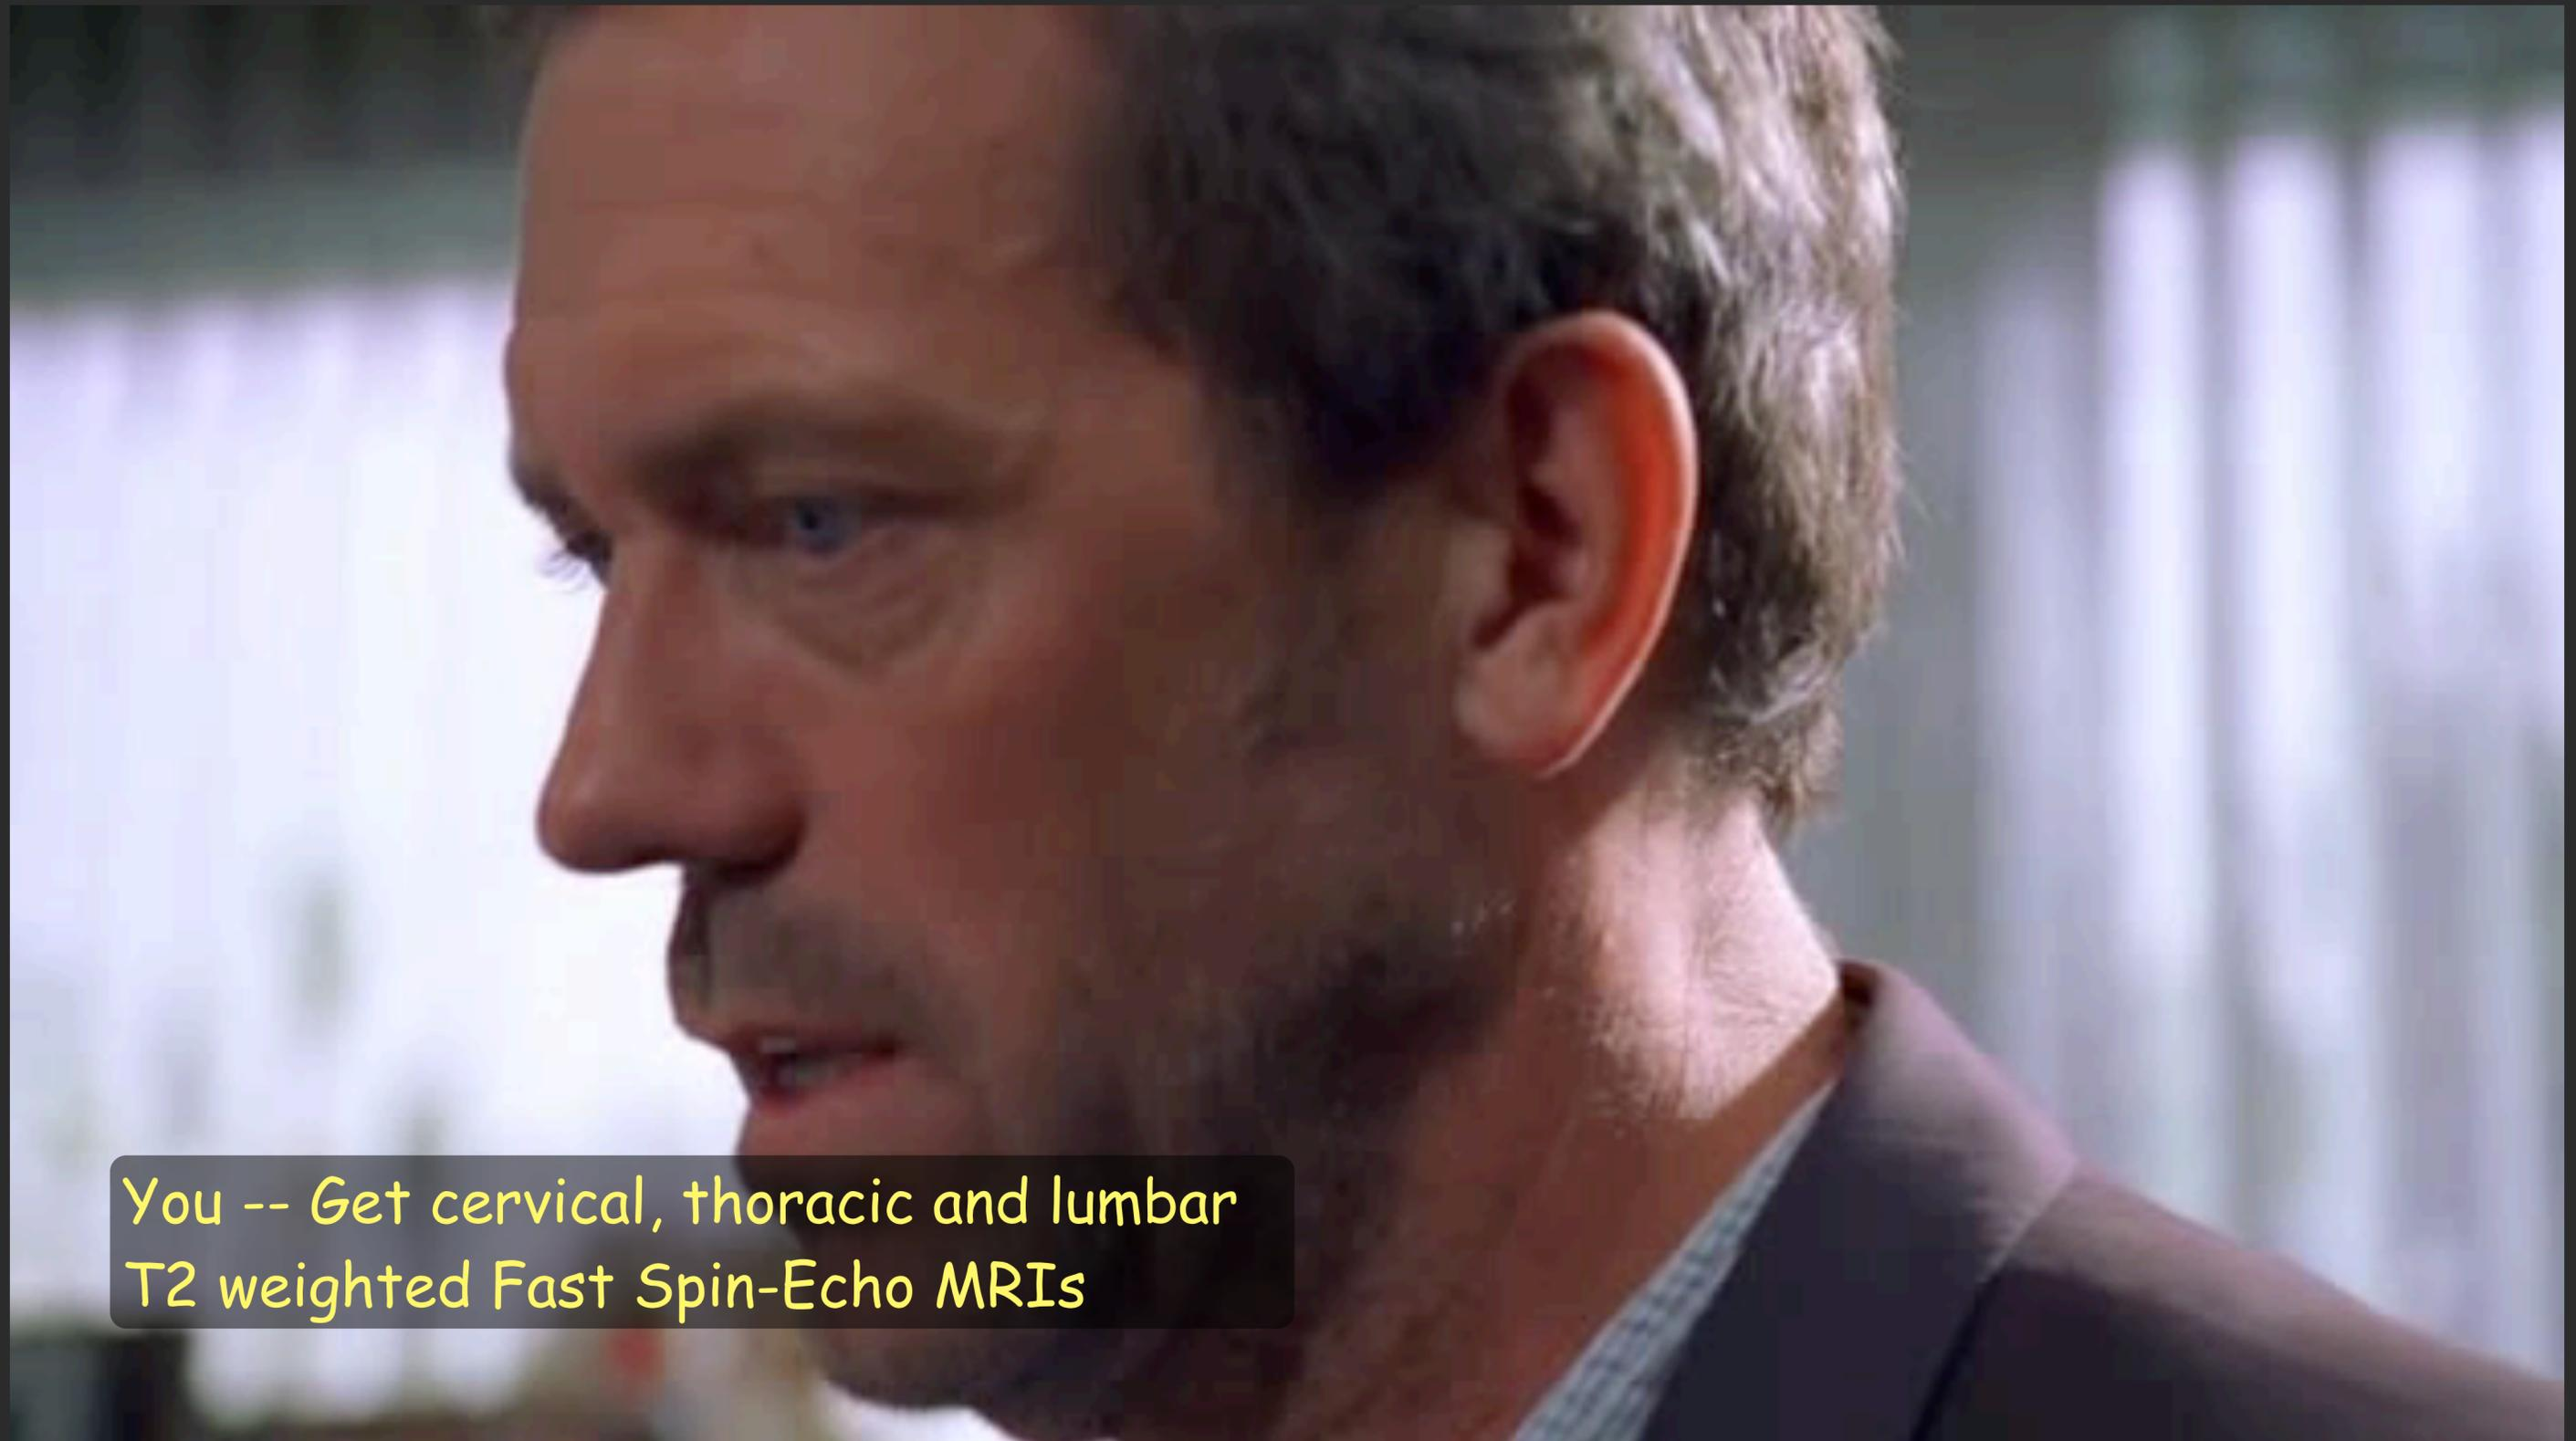 You -- Get cervical, thoracic and lumbar
T2 weighted Fast Spin-Echo MRIs